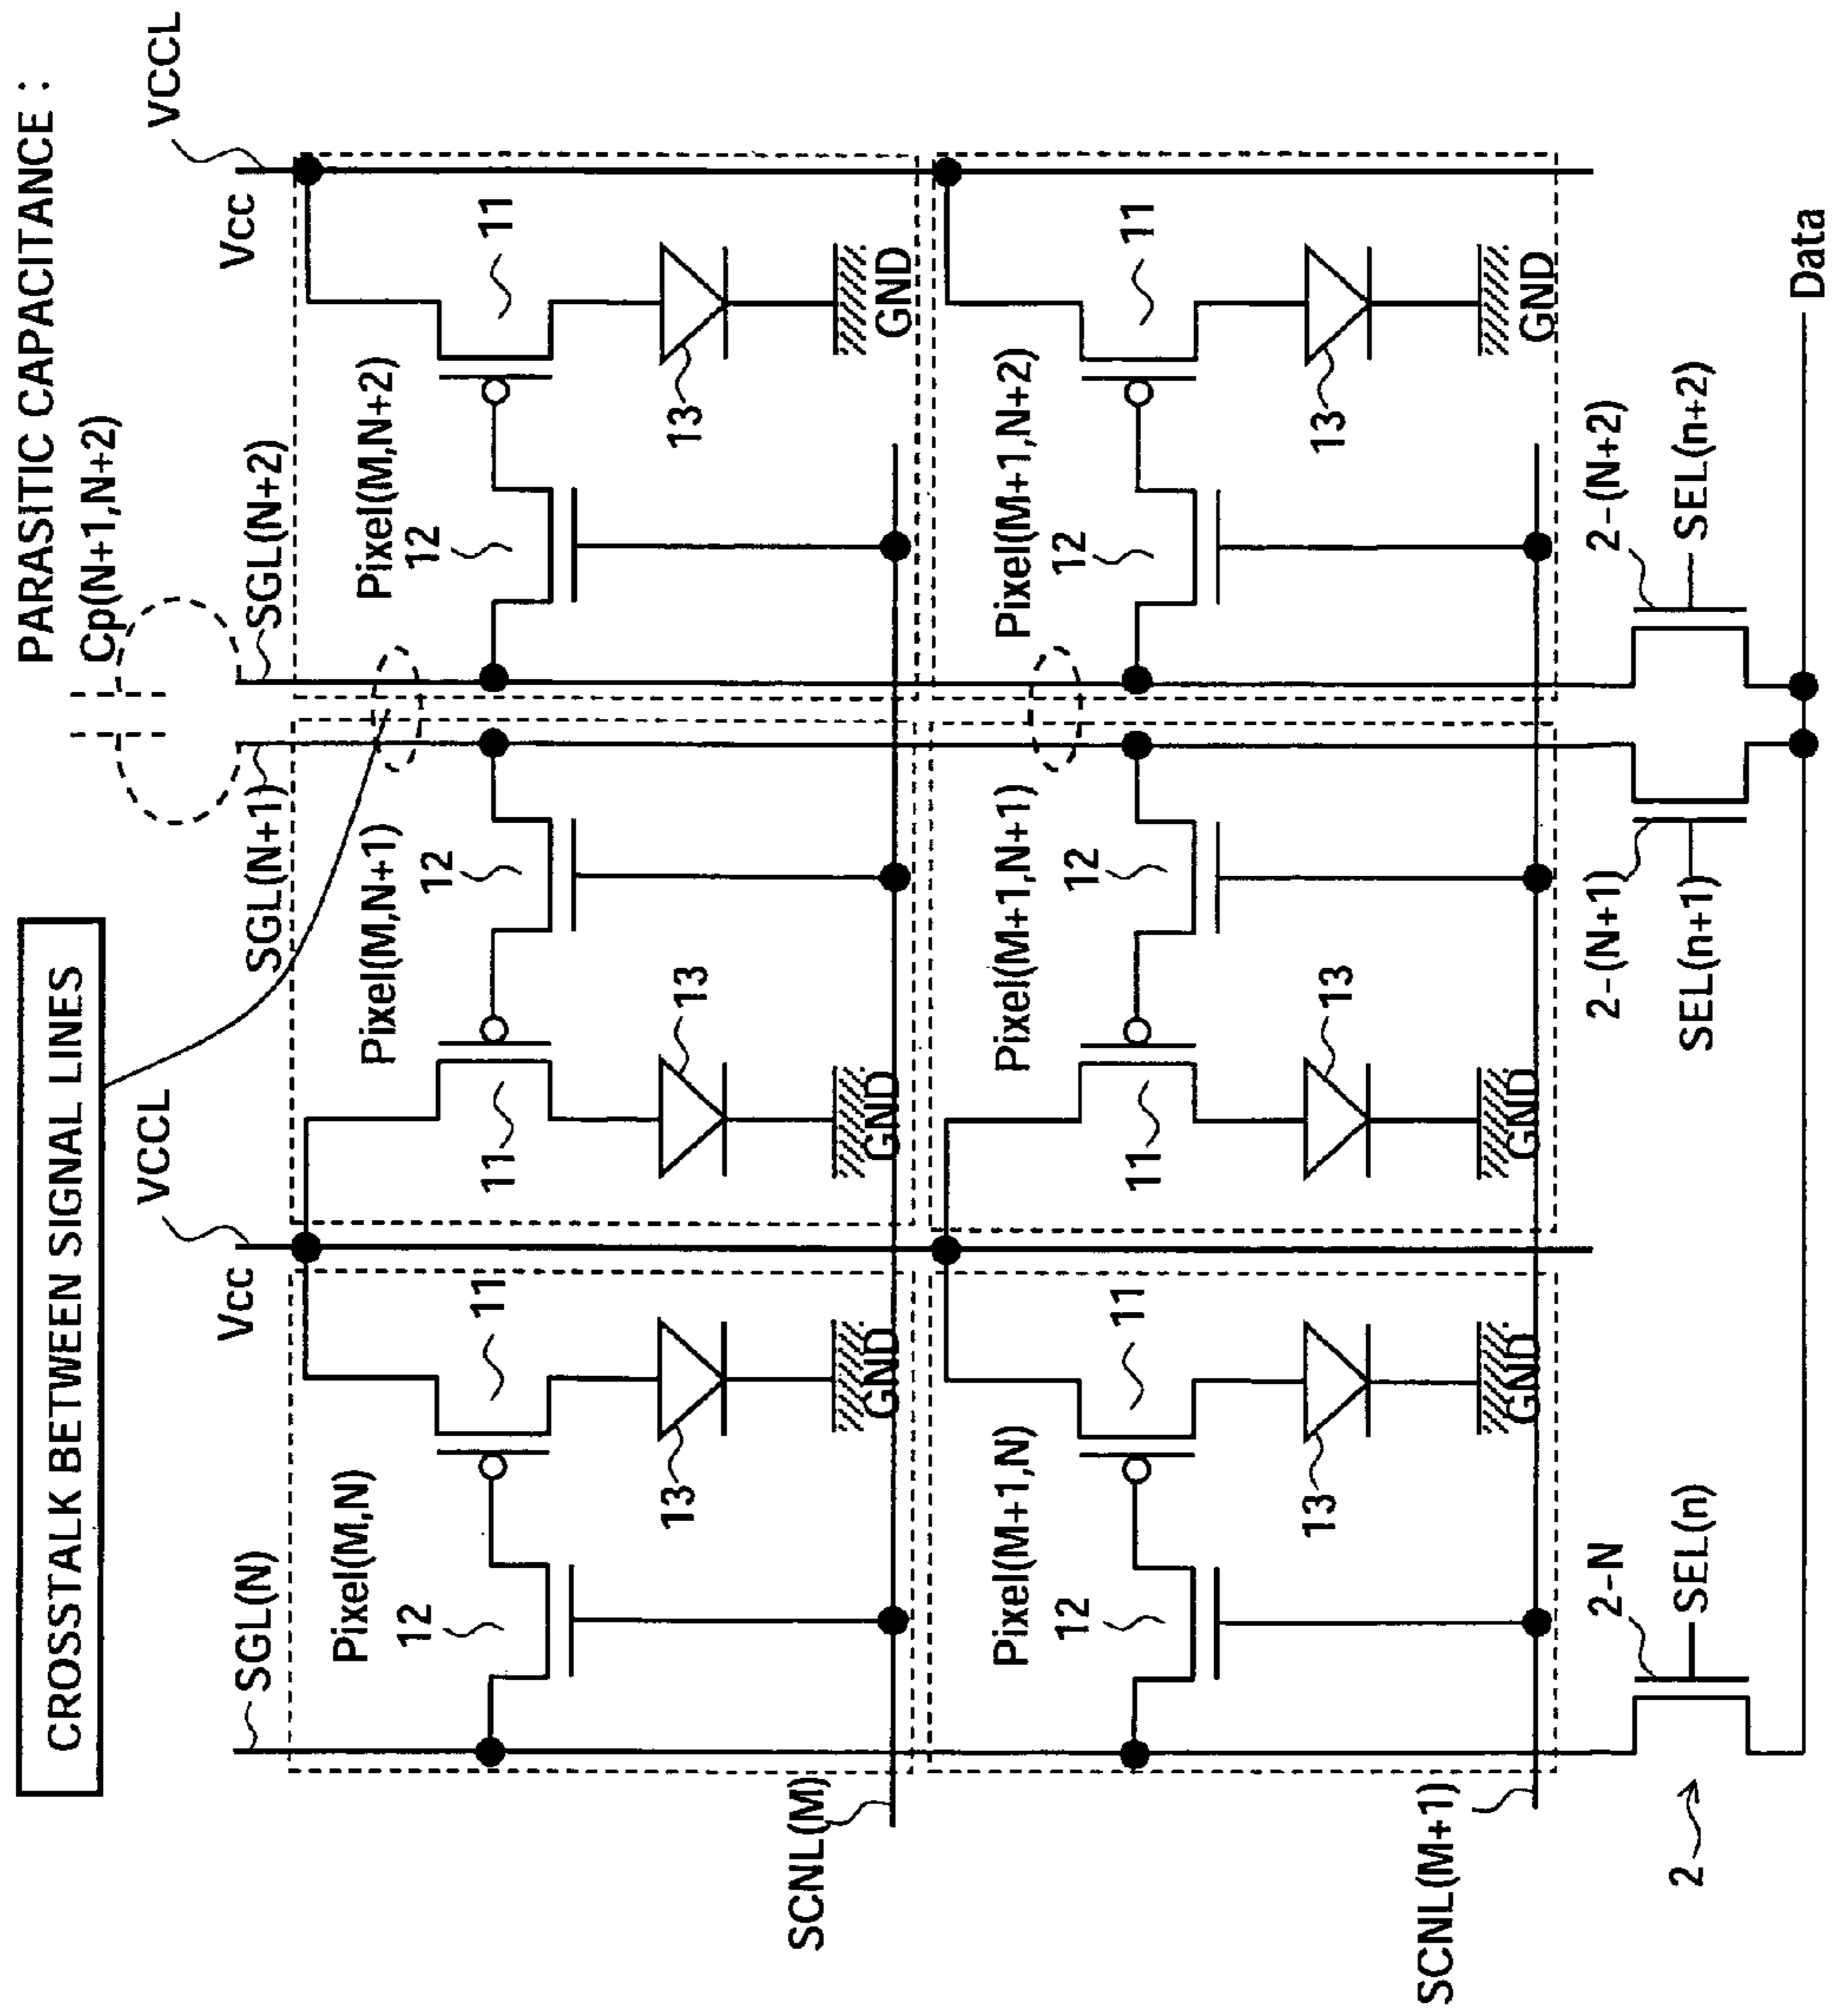 CROSSTALK BETWEEN SIGNAL LINES
PARASITIC CAPACITANCE :
Cp(N+1,N+2)
VCCL
VCCL
Vcc
Vcc
SGL(N)
SGL(N+1)
SGL(N+2)
Pixel(M,N)
Pixel(M,N+1)
Pixel(M,N+2)
12
11
11
12
12
11
13
13
13
GND
GND
GND
SCNL(M)
Pixel(M+1,N)
Pixel(M+1,N+1)
Pixel(M+1,N+2)
12
11
11
12
12
11
13
13
13
GND
GND
GND
SCNL(M+1)
2-N
2-(N+1)
2-(N+2)
2
SEL(n)
SEL(n+1)
SEL(n+2)
Data